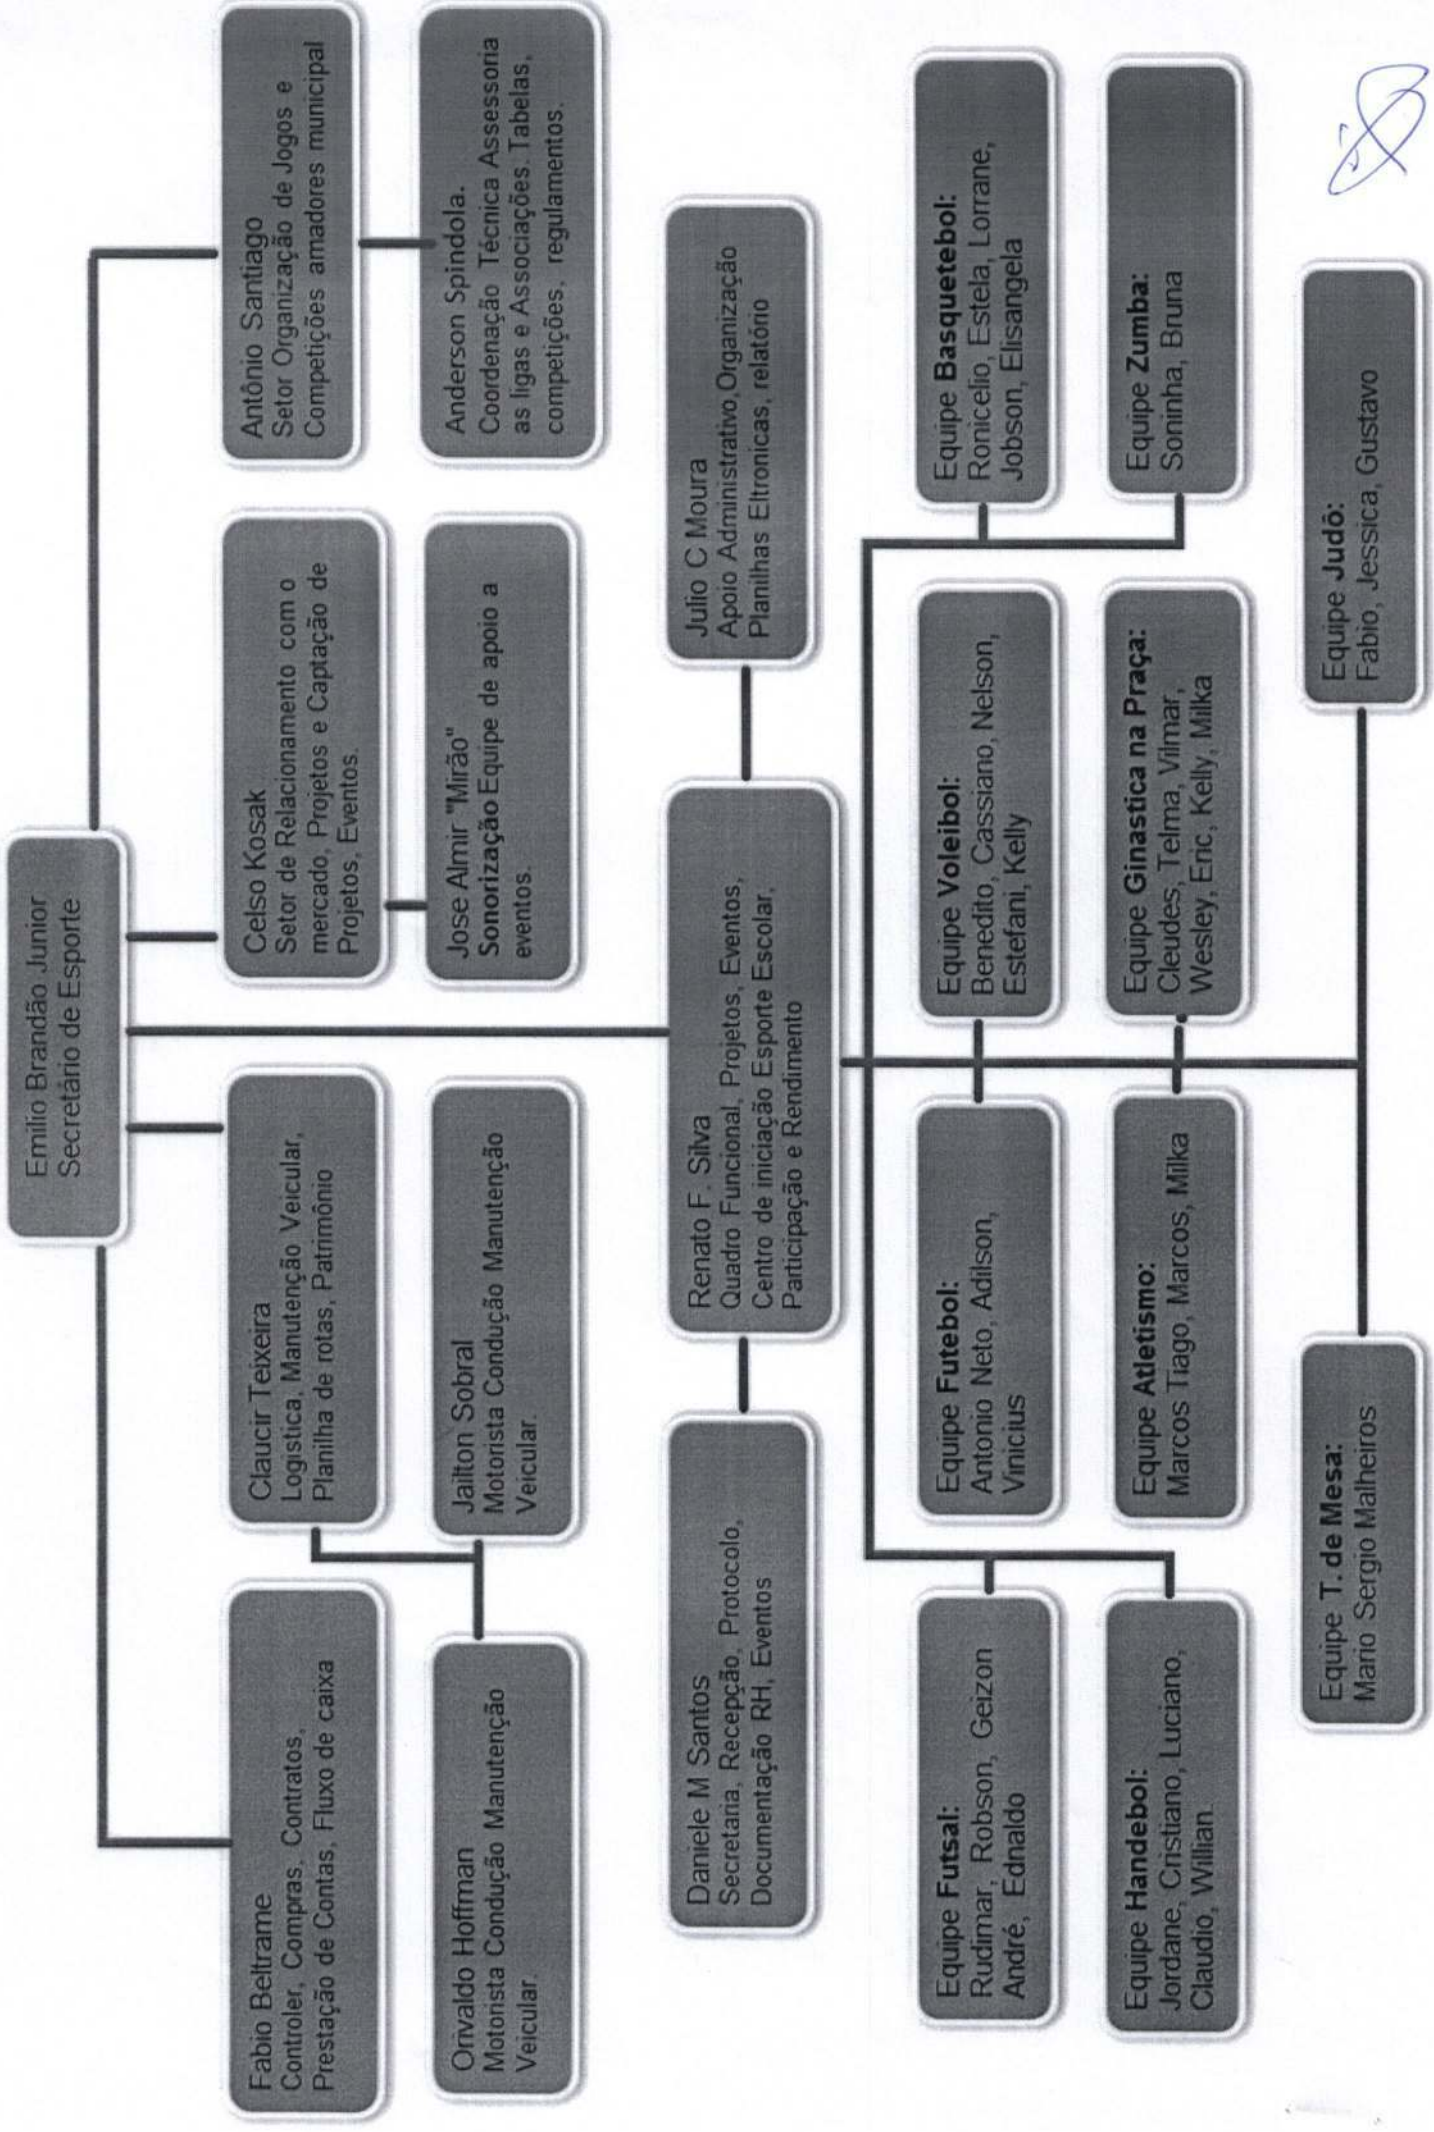 Emilio Brandão Junior
Secretário de Esporte
Fabio Beltrame
Controler, Compras, Contratos,
Prestação de Contas, Fluxo de caixa
Claucir Teixeira
Logistica, Manutenção Veicular,
Planilha de rotas, Patrimônio
Celso Kosak
Setor de Relacionamento com o
mercado, Projetos e Captação de
Projetos, Eventos.
Antônio Santiago
Setor Organização de Jogos e
Competições amadores municipal
Orivaldo Hoffman
Motorista Condução Manutenção
Veicular.
Jailton Sobral
Motorista Condução Manutenção
Veicular.
Jose Almir "Mirão"
Sonorização Equipe de apoio a
eventos.
Anderson Spindola.
Coordenação Técnica Assessoria
as ligas e Associações. Tabelas,
competições, regulamentos.
Daniele M Santos
Secretaria, Recepção, Protocolo,
Documentação RH, Eventos
Renato F. Silva
Quadro Funcional, Projetos, Eventos,
Centro de iniciação Esporte Escolar,
Participação e Rendimento
Julio C Moura
Apoio Administrativo,Organização
Planilhas Eltronicas, relatório
Equipe Futsal:
Rudimar, Robson, Geizon
André, Ednaldo
Equipe Futebol:
Antonio Neto, Adilson,
Vinicius
Equipe Voleibol:
Benedito, Cassiano, Nelson,
Estefani, Kelly
Equipe Basquetebol:
Ronicelio, Estela, Lorrane,
Jobson, Elisangela
Equipe Handebol:
Jordane, Cristiano, Luciano,
Claudio, Willian.
Equipe Atletismo:
Marcos Tiago, Marcos, Milka
Equipe Ginastica na Praça:
Cleudes, Telma, Vilmar,
Wesley, Eric, Kelly, Milka
Equipe Zumba:
Soninha, Bruna
Equipe T. de Mesa:
Mario Sergio Malheiros
Equipe Judô:
Fabio, Jessica, Gustavo